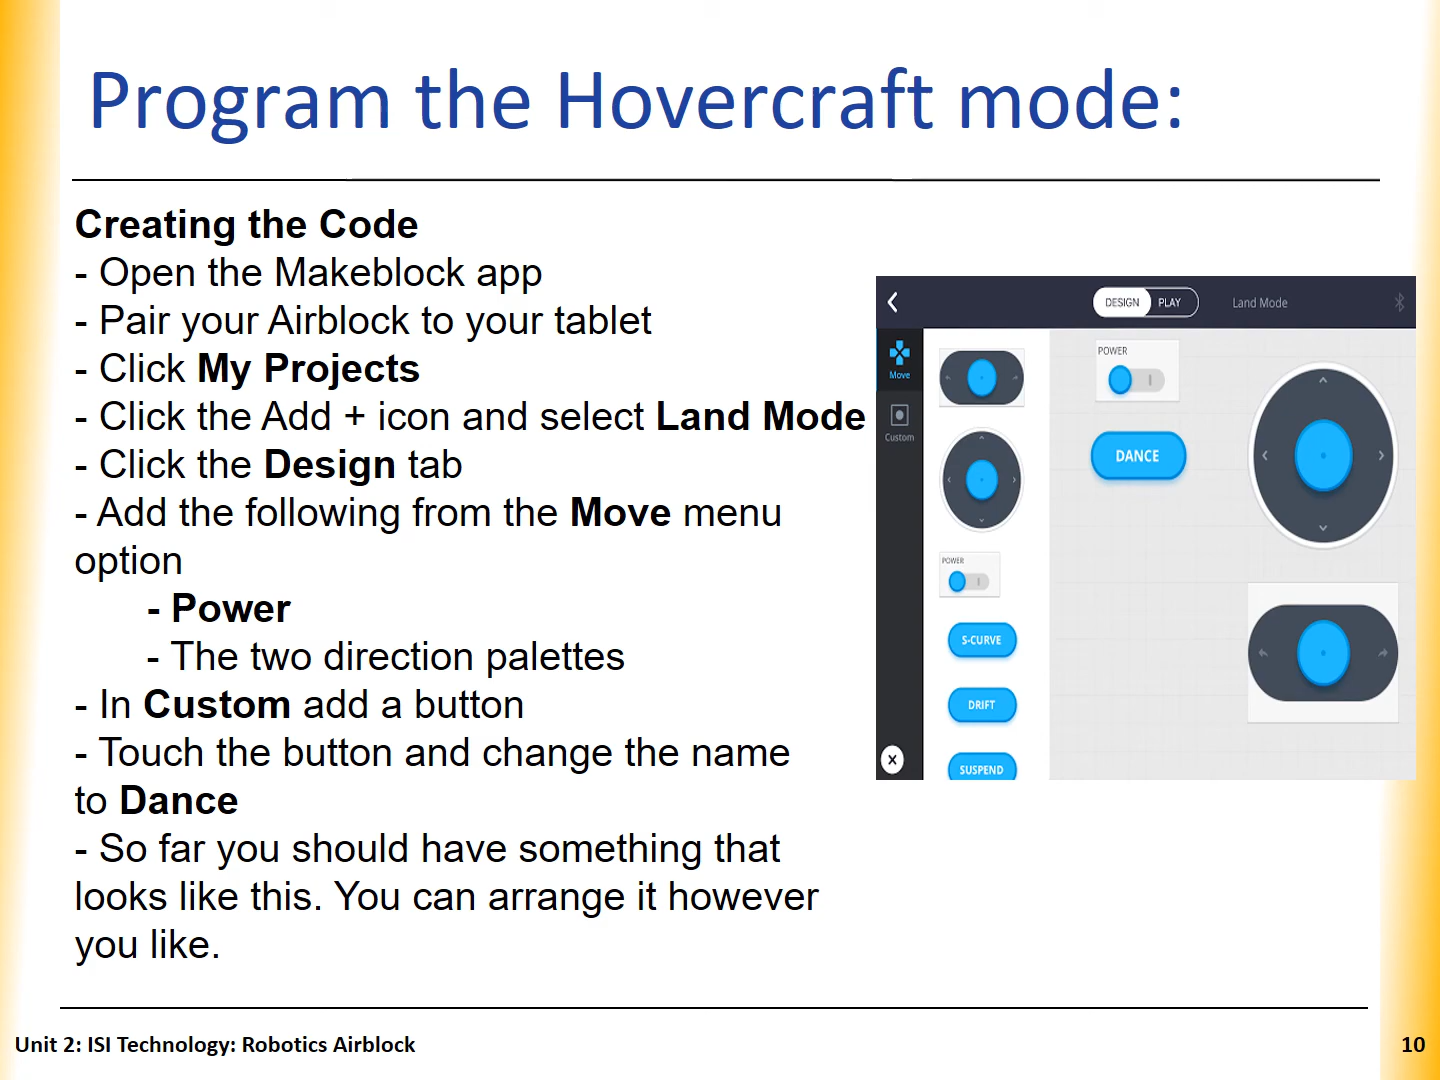 Program the Hovercraft mode:
Creating the Code
- Open the Makeblock app
- Pair your Airblock to your tablet
- Click My Projects
- Click the Add + icon and select Land Mode
- Click the Design tab
- Add the following from the Move menu
option
- Power
- The two direction palettes
- In Custom add a button
- Touch the button and change the name
to Dance
- So far you should have something that
looks like this. You can arrange it however
you like.
DESIGN PLAY Land Mode
Move
Custom
POWER
S-CURVE
DRIFT
SUSPEND
POWER
DANCE
Unit 2: ISI Technology: Robotics Airblock
10